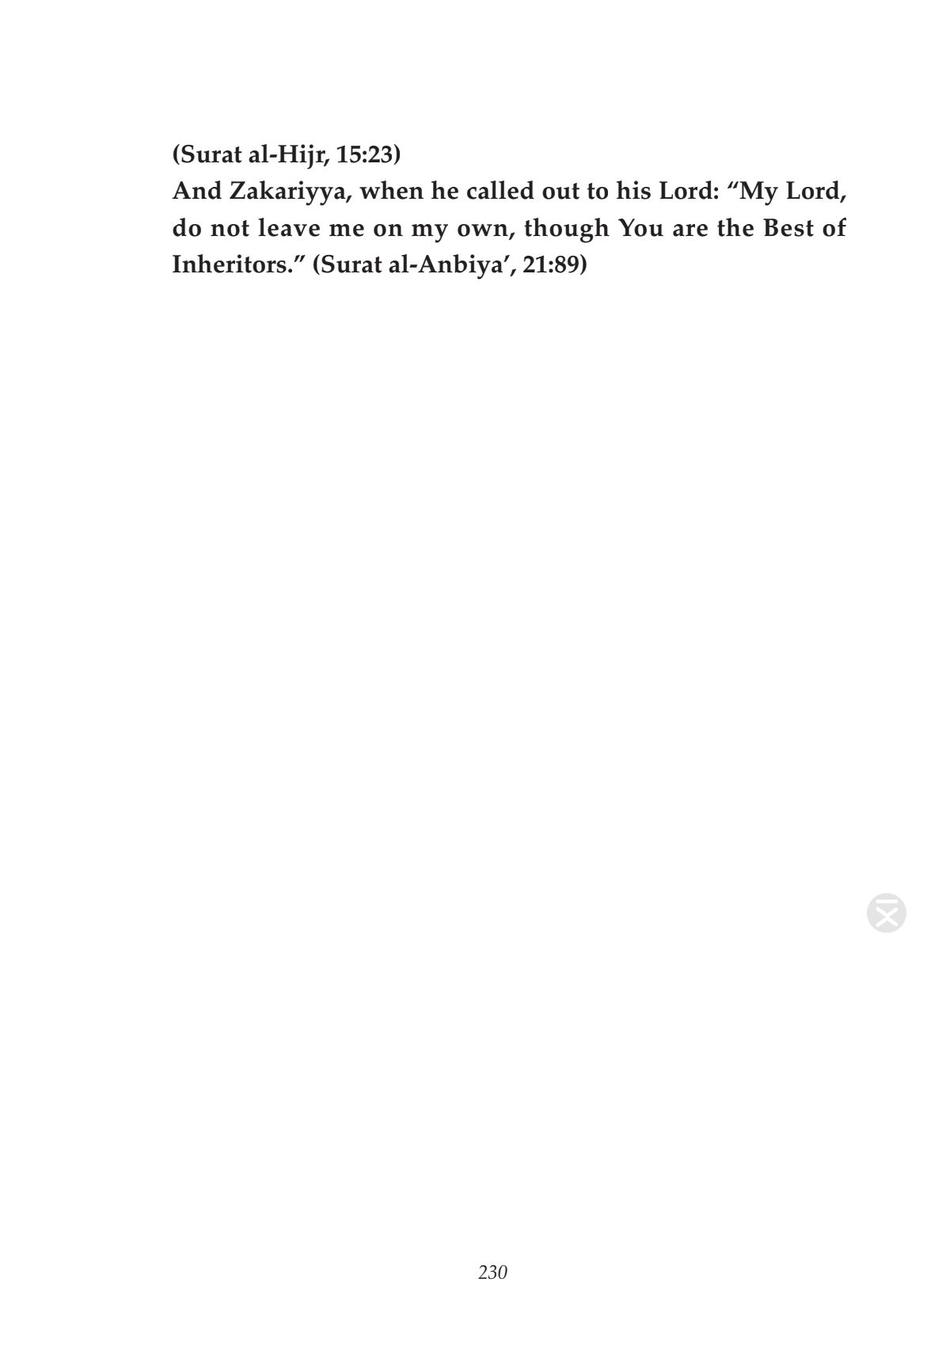 (Surat al-Hijr, 15:23)
And Zakariyya, when he called out to his Lord: “My Lord,
do not leave me on my own, though You are the Best of
Inheritors.” (Surat al-Anbiya’, 21:89)
230